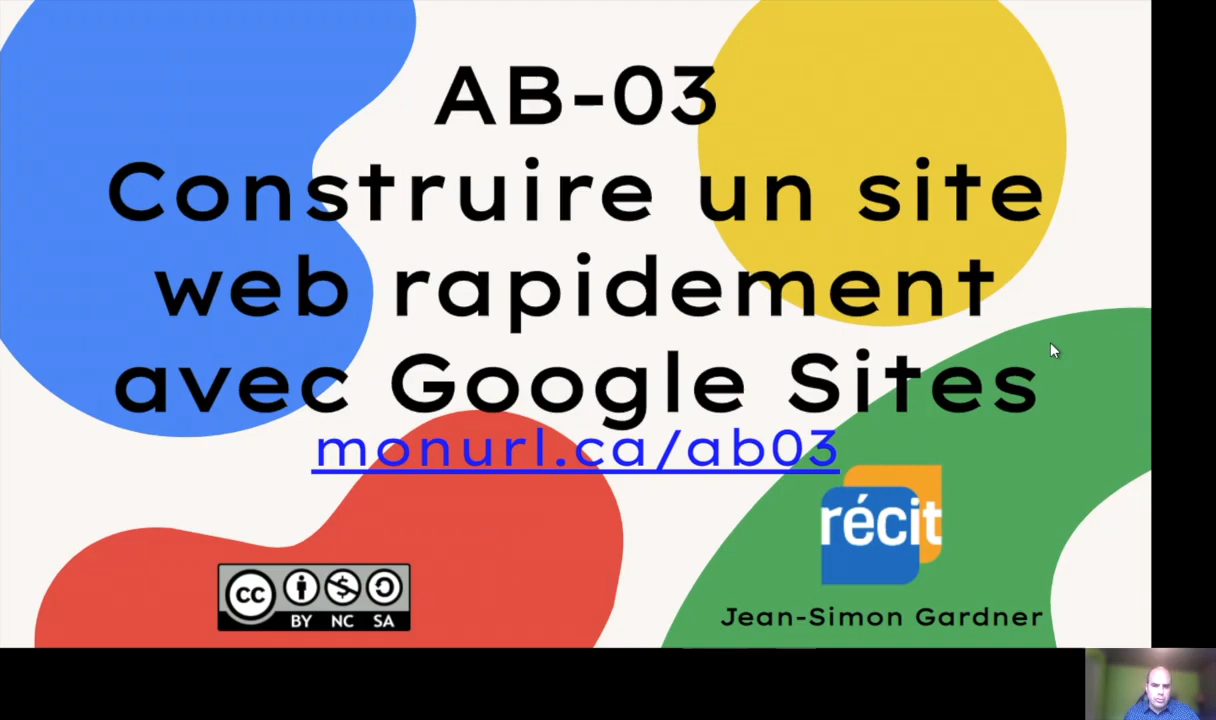 AB-03
Construire un site
web rapidement
avec Google Sites
monurl.ca/ab03
récit
cc
BY NC SA
Jean-Simon Gardner